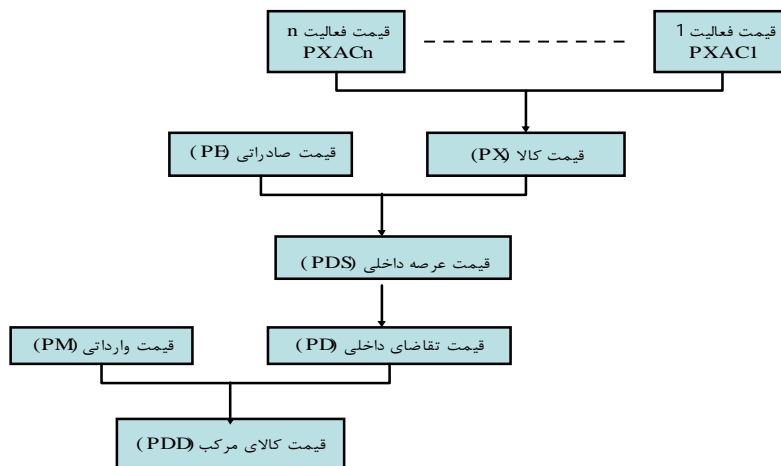 قیمت فعالیت 1
PXAC1
قیمت فعالیت n
PXACn
قیمت کالا (PX)
قیمت صادراتی (PE)
قیمت عرصه داخلی (PDS)
قیمت تقاضای داخلی (PD)
قیمت وارداتی (PM)
قیمت کالای مرکب (PDD)